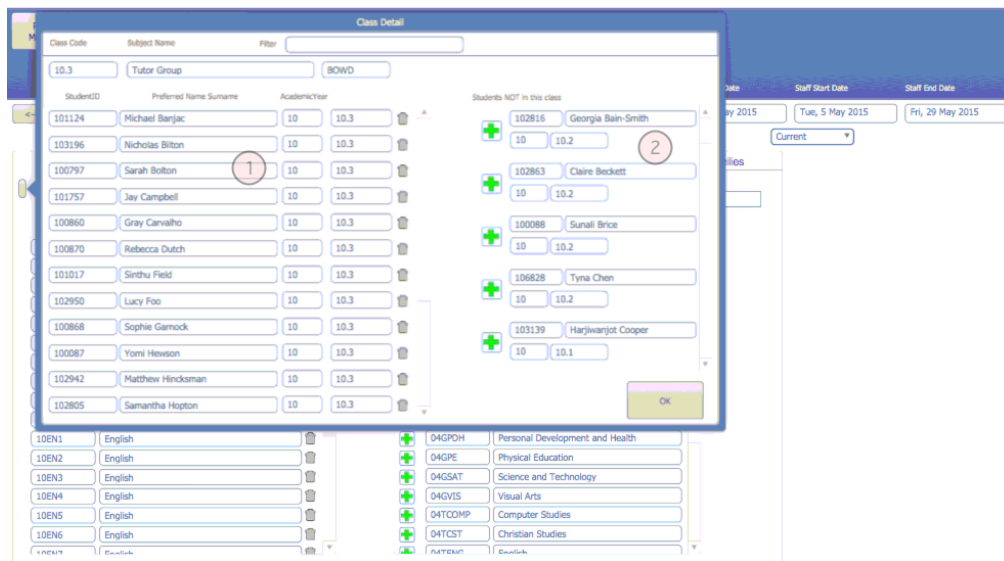 Class Detail
Class Code Subject Name Filter
10.3 Tutor Group BOWD
StudentID Preferred Name Surname AcademicYear
101124 Michael Banjac 10 10.3
103196 Nicholas Bilton 10 10.3
100797 Sarah Bolton 1 10 10.3
101757 Jay Campbell 10 10.3
100860 Gray Carvalho 10 10.3
100870 Rebecca Dutch 10 10.3
101017 Sinthu Field 10 10.3
102950 Lucy Foo 10 10.3
100868 Sophie Garnock 10 10.3
100087 Yomi Hewson 10 10.3
102942 Matthew Hincksman 10 10.3
102805 Samantha Hopton 10 10.3
Students NOT in this class
102816 Georgia Bain-Smith
10 10.2 2
102863 Claire Beckett
10 10.2
100088 Sunali Brice
10 10.2
106828 Tyna Chen
10 10.2
103139 Harjiwanjot Cooper
10 10.1
OK
Staff Start Date Staff End Date
ay 2015 Tue, 5 May 2015 Fri, 29 May 2015
Current
10EN1 English
10EN2 English
10EN3 English
10EN4 English
10EN5 English
10EN6 English
10EN7 English
04GPDH Personal Development and Health
04GPE Physical Education
04GSAT Science and Technology
04GVIS Visual Arts
04TCOMP Computer Studies
04TCST Christian Studies
04TENG English